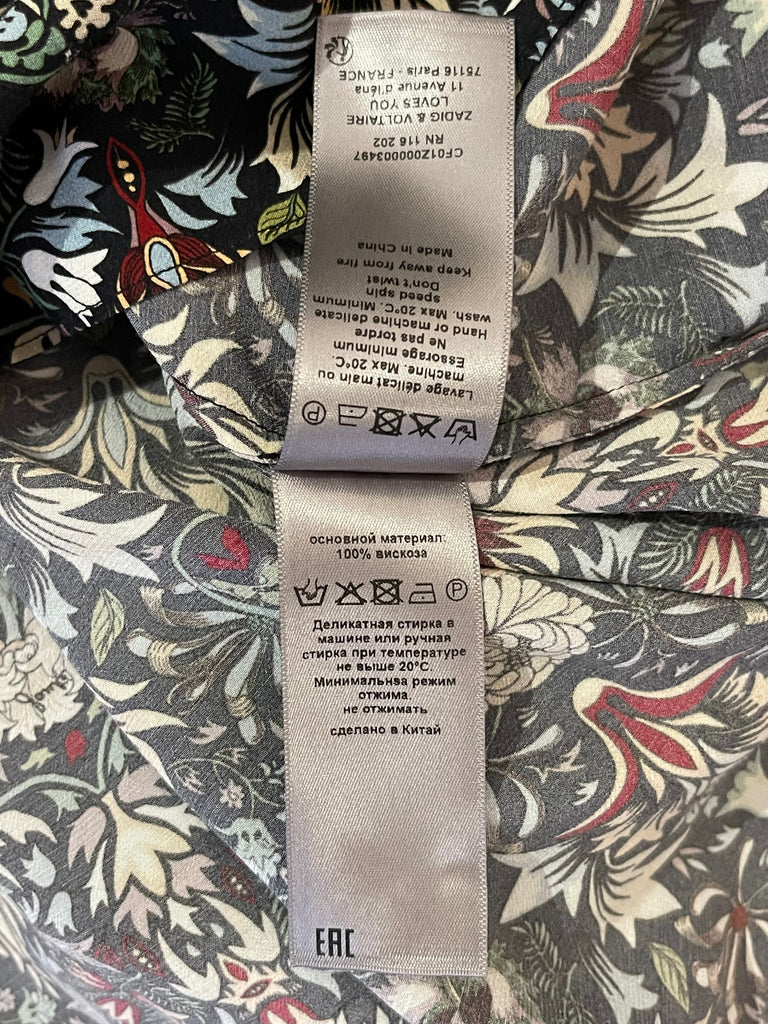 CF01Z000003497
RN 116 202
ZADIG & VOLTAIRE
LOVES YOU
11 Avenue d'Iéna
75116 Paris - FRANCE
Lavage délicat main ou
machine. Max 20°C.
Essorage minimum
Ne pas tordre
Hand or machine delicate
wash. Max 20°C. Minimum
speed spin
Don't twist
Keep away from fire
Made in China
P
основной материал:
100% вискоза
P
Деликатная стирка в
машине или ручная
стирка при температуре
не выше 20°C.
Минимальнза режим
отжима.
не отжимать
сделано в Китай
EAC